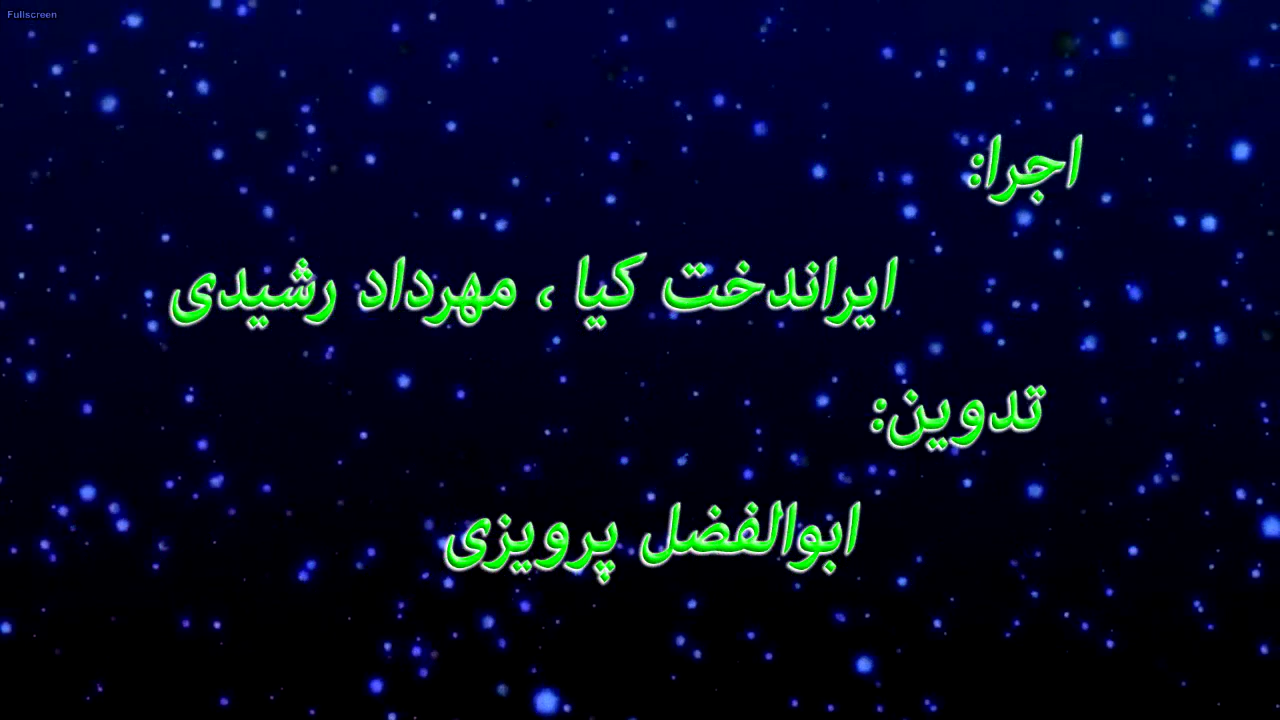 Fullscreen
اجرا:
ایراندخت کیا ، مهرداد رشیدی
تدوین:
ابوالفضل پرویزی